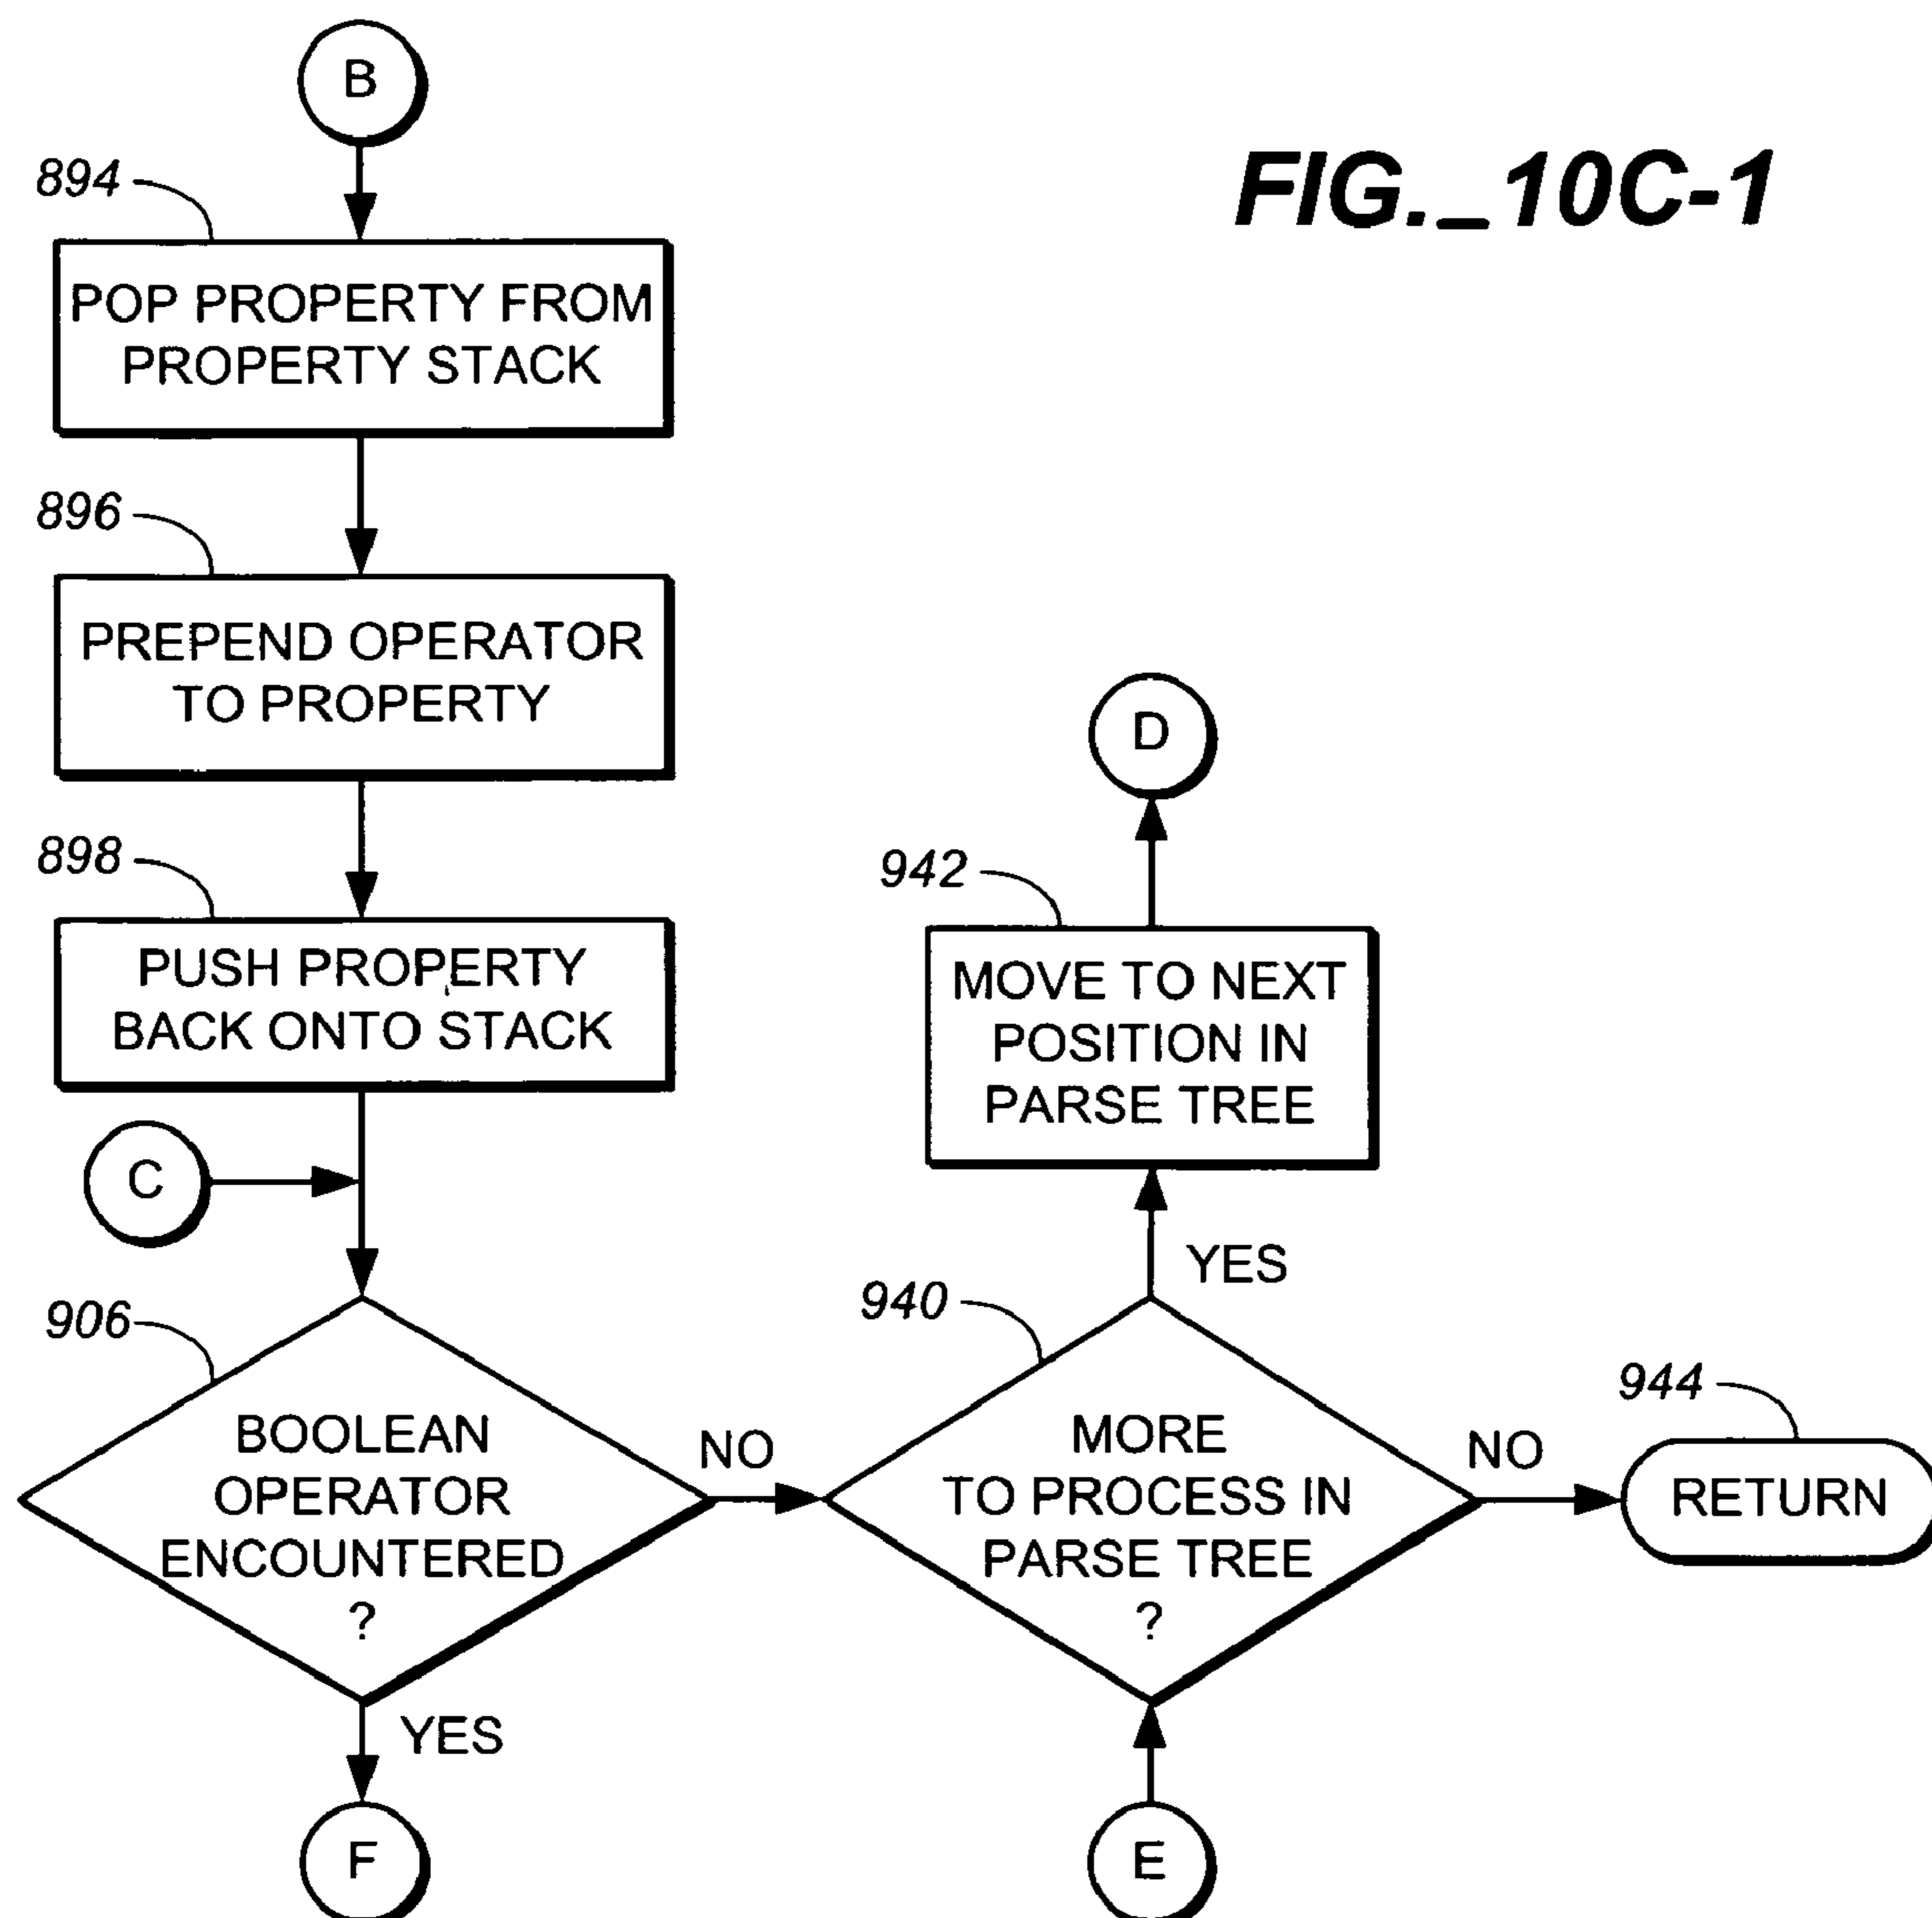 B
FIG._10C-1
894
POP PROPERTY FROM
PROPERTY STACK
896
PREPEND OPERATOR
TO PROPERTY
898
PUSH PROPERTY
BACK ONTO STACK
C
906
BOOLEAN
OPERATOR
ENCOUNTERED
?
YES
F
NO
D
942
MOVE TO NEXT
POSITION IN
PARSE TREE
YES
940
MORE
TO PROCESS IN
PARSE TREE
?
E
NO
944
RETURN